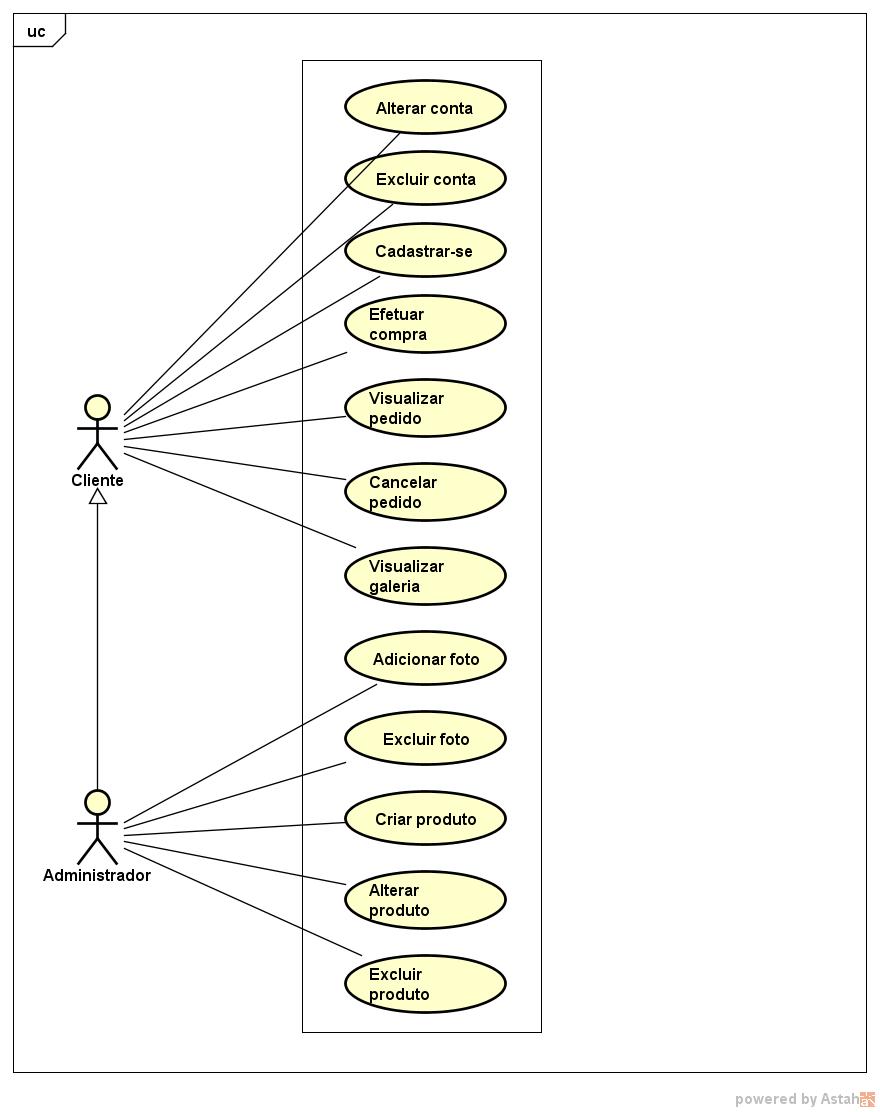 uc
Alterar conta
Excluir conta
Cadastrar-se
Efetuar
compra
Visualizar
pedido
Cliente
Cancelar
pedido
Visualizar
galeria
Adicionar foto
Excluir foto
Criar produto
Administrador
Alterar
produto
Excluir
produto
powered by Astah